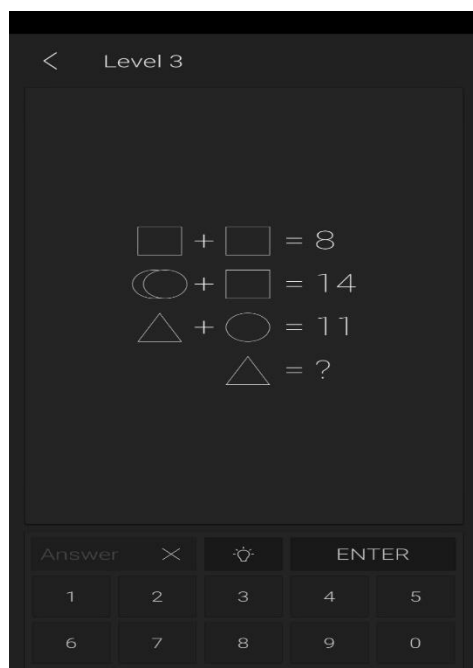 Level 3
+ = 8
+ = 14
+ = 11
= ?
Answer × ENTER
1 2 3 4 5
6 7 8 9 0